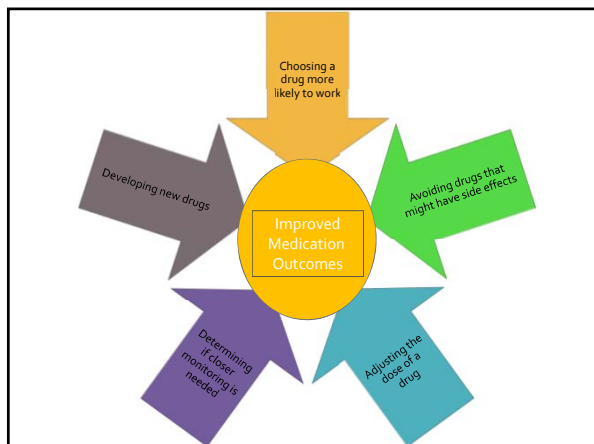 Choosing a
drug more
likely to work
Avoiding drugs that
might have side effects
Adjusting the
dose of a
drug
Determining
if closer
monitoring is
needed
Developing new drugs
Improved
Medication
Outcomes